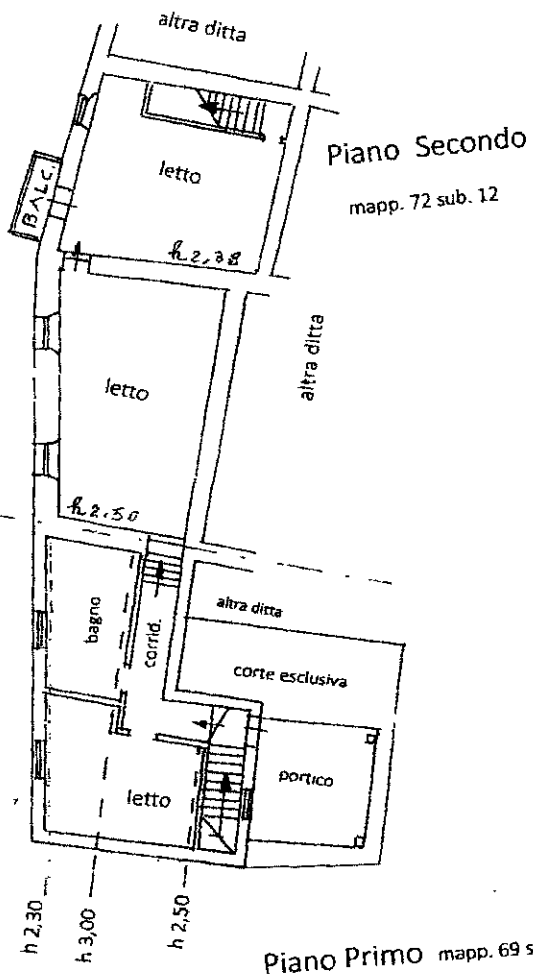 altra ditta
Piano Secondo
mapp. 72 sub. 12
letto
BALC.
h 2,38
altra ditta
letto
h 2.50
altra ditta
bagno
corrid.
corte esclusiva
portico
letto
h 2,30
h 3,00
h 2,50
Piano Primo mapp. 69 s